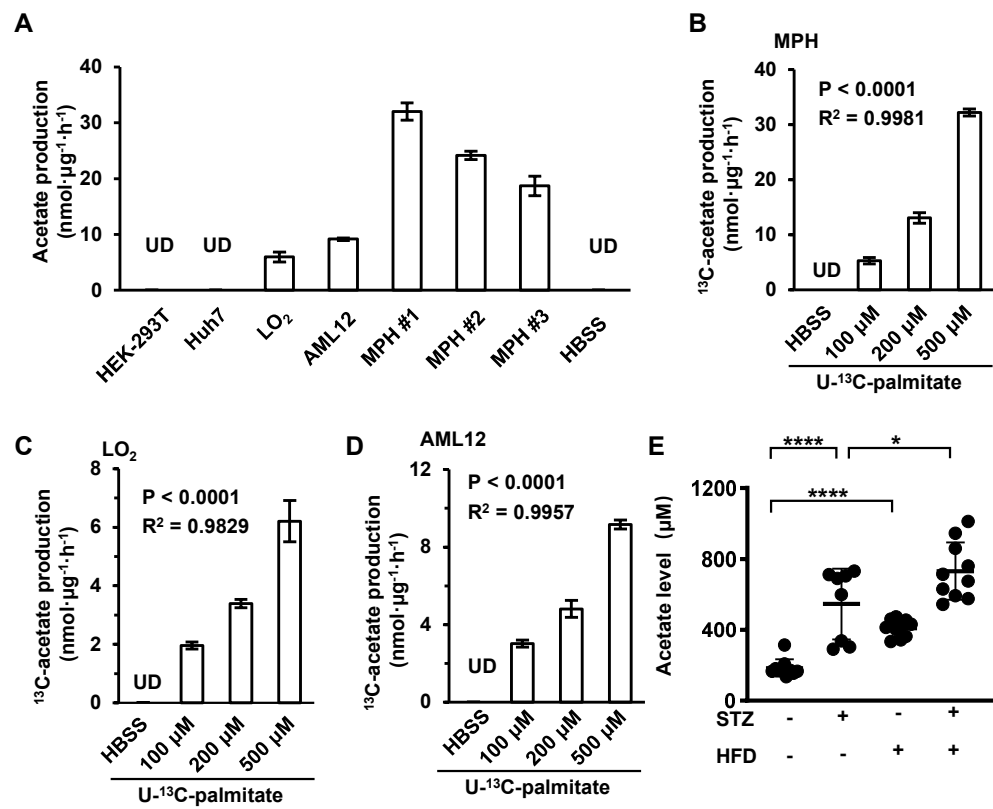 A
Acetate production
(nmol·µg⁻¹·h⁻¹)
40
30
20
10
0
UD
UD
UD
HEK-293T
Huh7
LO₂
AML12
MPH #1
MPH #2
MPH #3
HBSS
B
MPH
¹³C-acetate production
(nmol·µg⁻¹·h⁻¹)
40
30
20
10
0
P < 0.0001
R² = 0.9981
UD
HBSS
100 µM
200 µM
500 µM
U-¹³C-palmitate
C
LO₂
¹³C-acetate production
(nmol·µg⁻¹·h⁻¹)
8
6
4
2
0
P < 0.0001
R² = 0.9829
UD
HBSS
100 µM
200 µM
500 µM
U-¹³C-palmitate
D
AML12
¹³C-acetate production
(nmol·µg⁻¹·h⁻¹)
12
8
4
0
P < 0.0001
R² = 0.9957
UD
HBSS
100 µM
200 µM
500 µM
U-¹³C-palmitate
E
****
*
****
Acetate level (µM)
1200
800
400
0
STZ - + - +
HFD - - + +